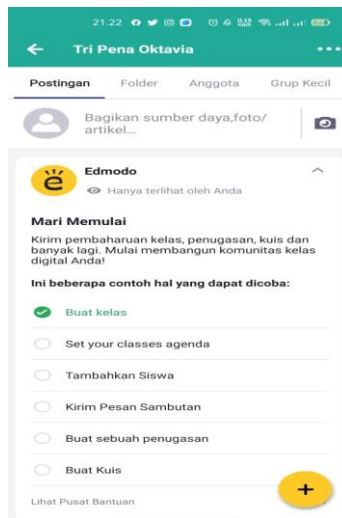 21.22
Tri Pena Oktavia
Postingan Folder Anggota Grup Kecil
Bagikan sumber daya,foto/
artikel...
Edmodo
Hanya terlihat oleh Anda
Mari Memulai
Kirim pembaharuan kelas, penugasan, kuis dan
banyak lagi. Mulai membangun komunitas kelas
digital Anda!
Ini beberapa contoh hal yang dapat dicoba:
Buat kelas
Set your classes agenda
Tambahkan Siswa
Kirim Pesan Sambutan
Buat sebuah penugasan
Buat Kuis
Lihat Pusat Bantuan